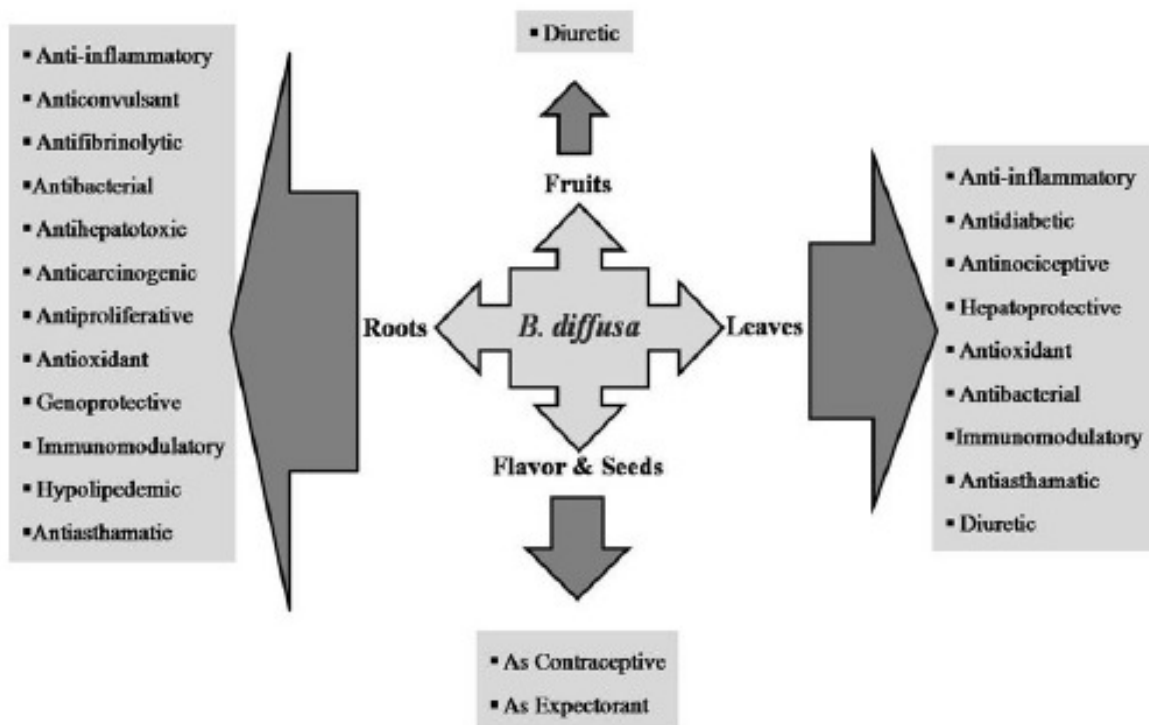 ▪ Diuretic
▪ Anti-inflammatory
▪ Anticonvulsant
▪ Antifibrinolytic
▪ Antibacterial
▪ Antihepatotoxic
▪ Anticarcinogenic
▪ Antiproliferative
▪ Antioxidant
▪ Genoprotective
▪ Immunomodulatory
▪ Hypolipedemic
▪ Antiasthamatic
Fruits
Roots
B. diffusa
Leaves
Flavor & Seeds
▪ Anti-inflammatory
▪ Antidiabetic
▪ Antinociceptive
▪ Hepatoprotective
▪ Antioxidant
▪ Antibacterial
▪ Immunomodulatory
▪ Antiasthamatic
▪ Diuretic
▪ As Contraceptive
▪ As Expectorant